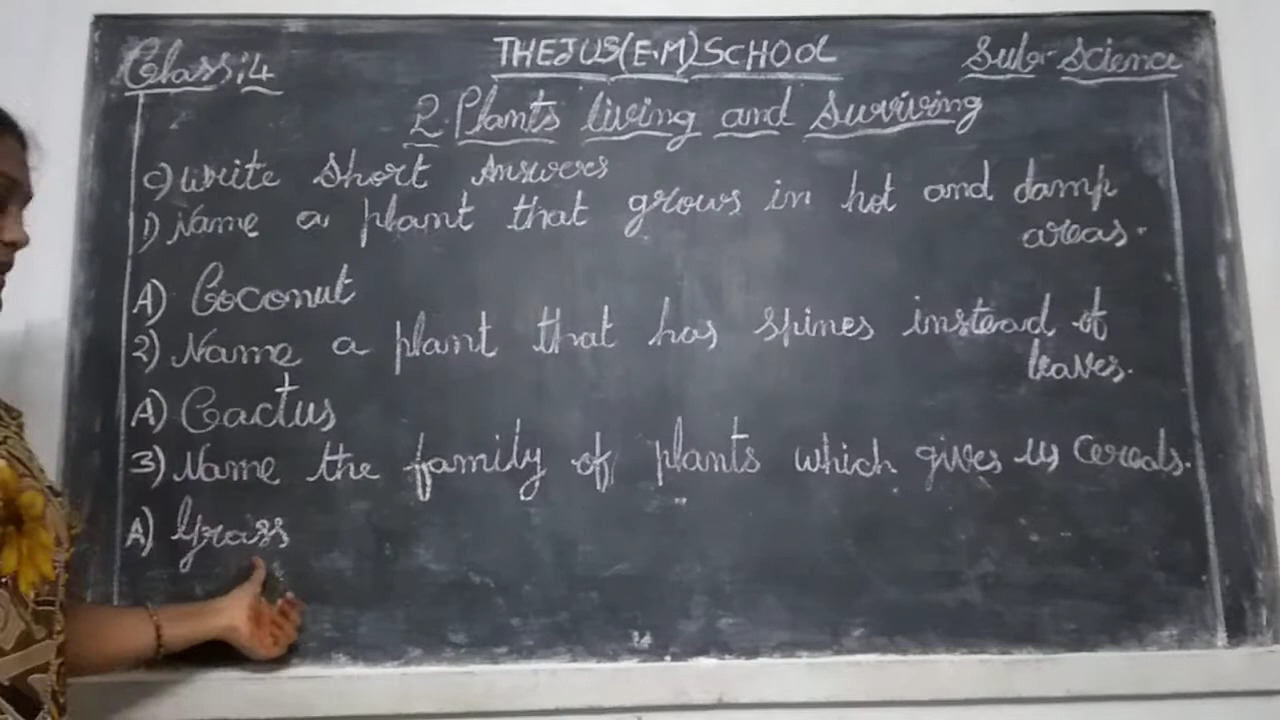 Class:4
THEJUS(E.M)SCHOOL
Sub- Science
2. Plants living and Surviving
C) Write Short Answers
1) Name a plant that grows in hot and damp
areas.
A) Coconut
2) Name a plant that has spines instead of
leaves.
A) Cactus
3) Name the family of plants which gives us cereals.
A) Grass